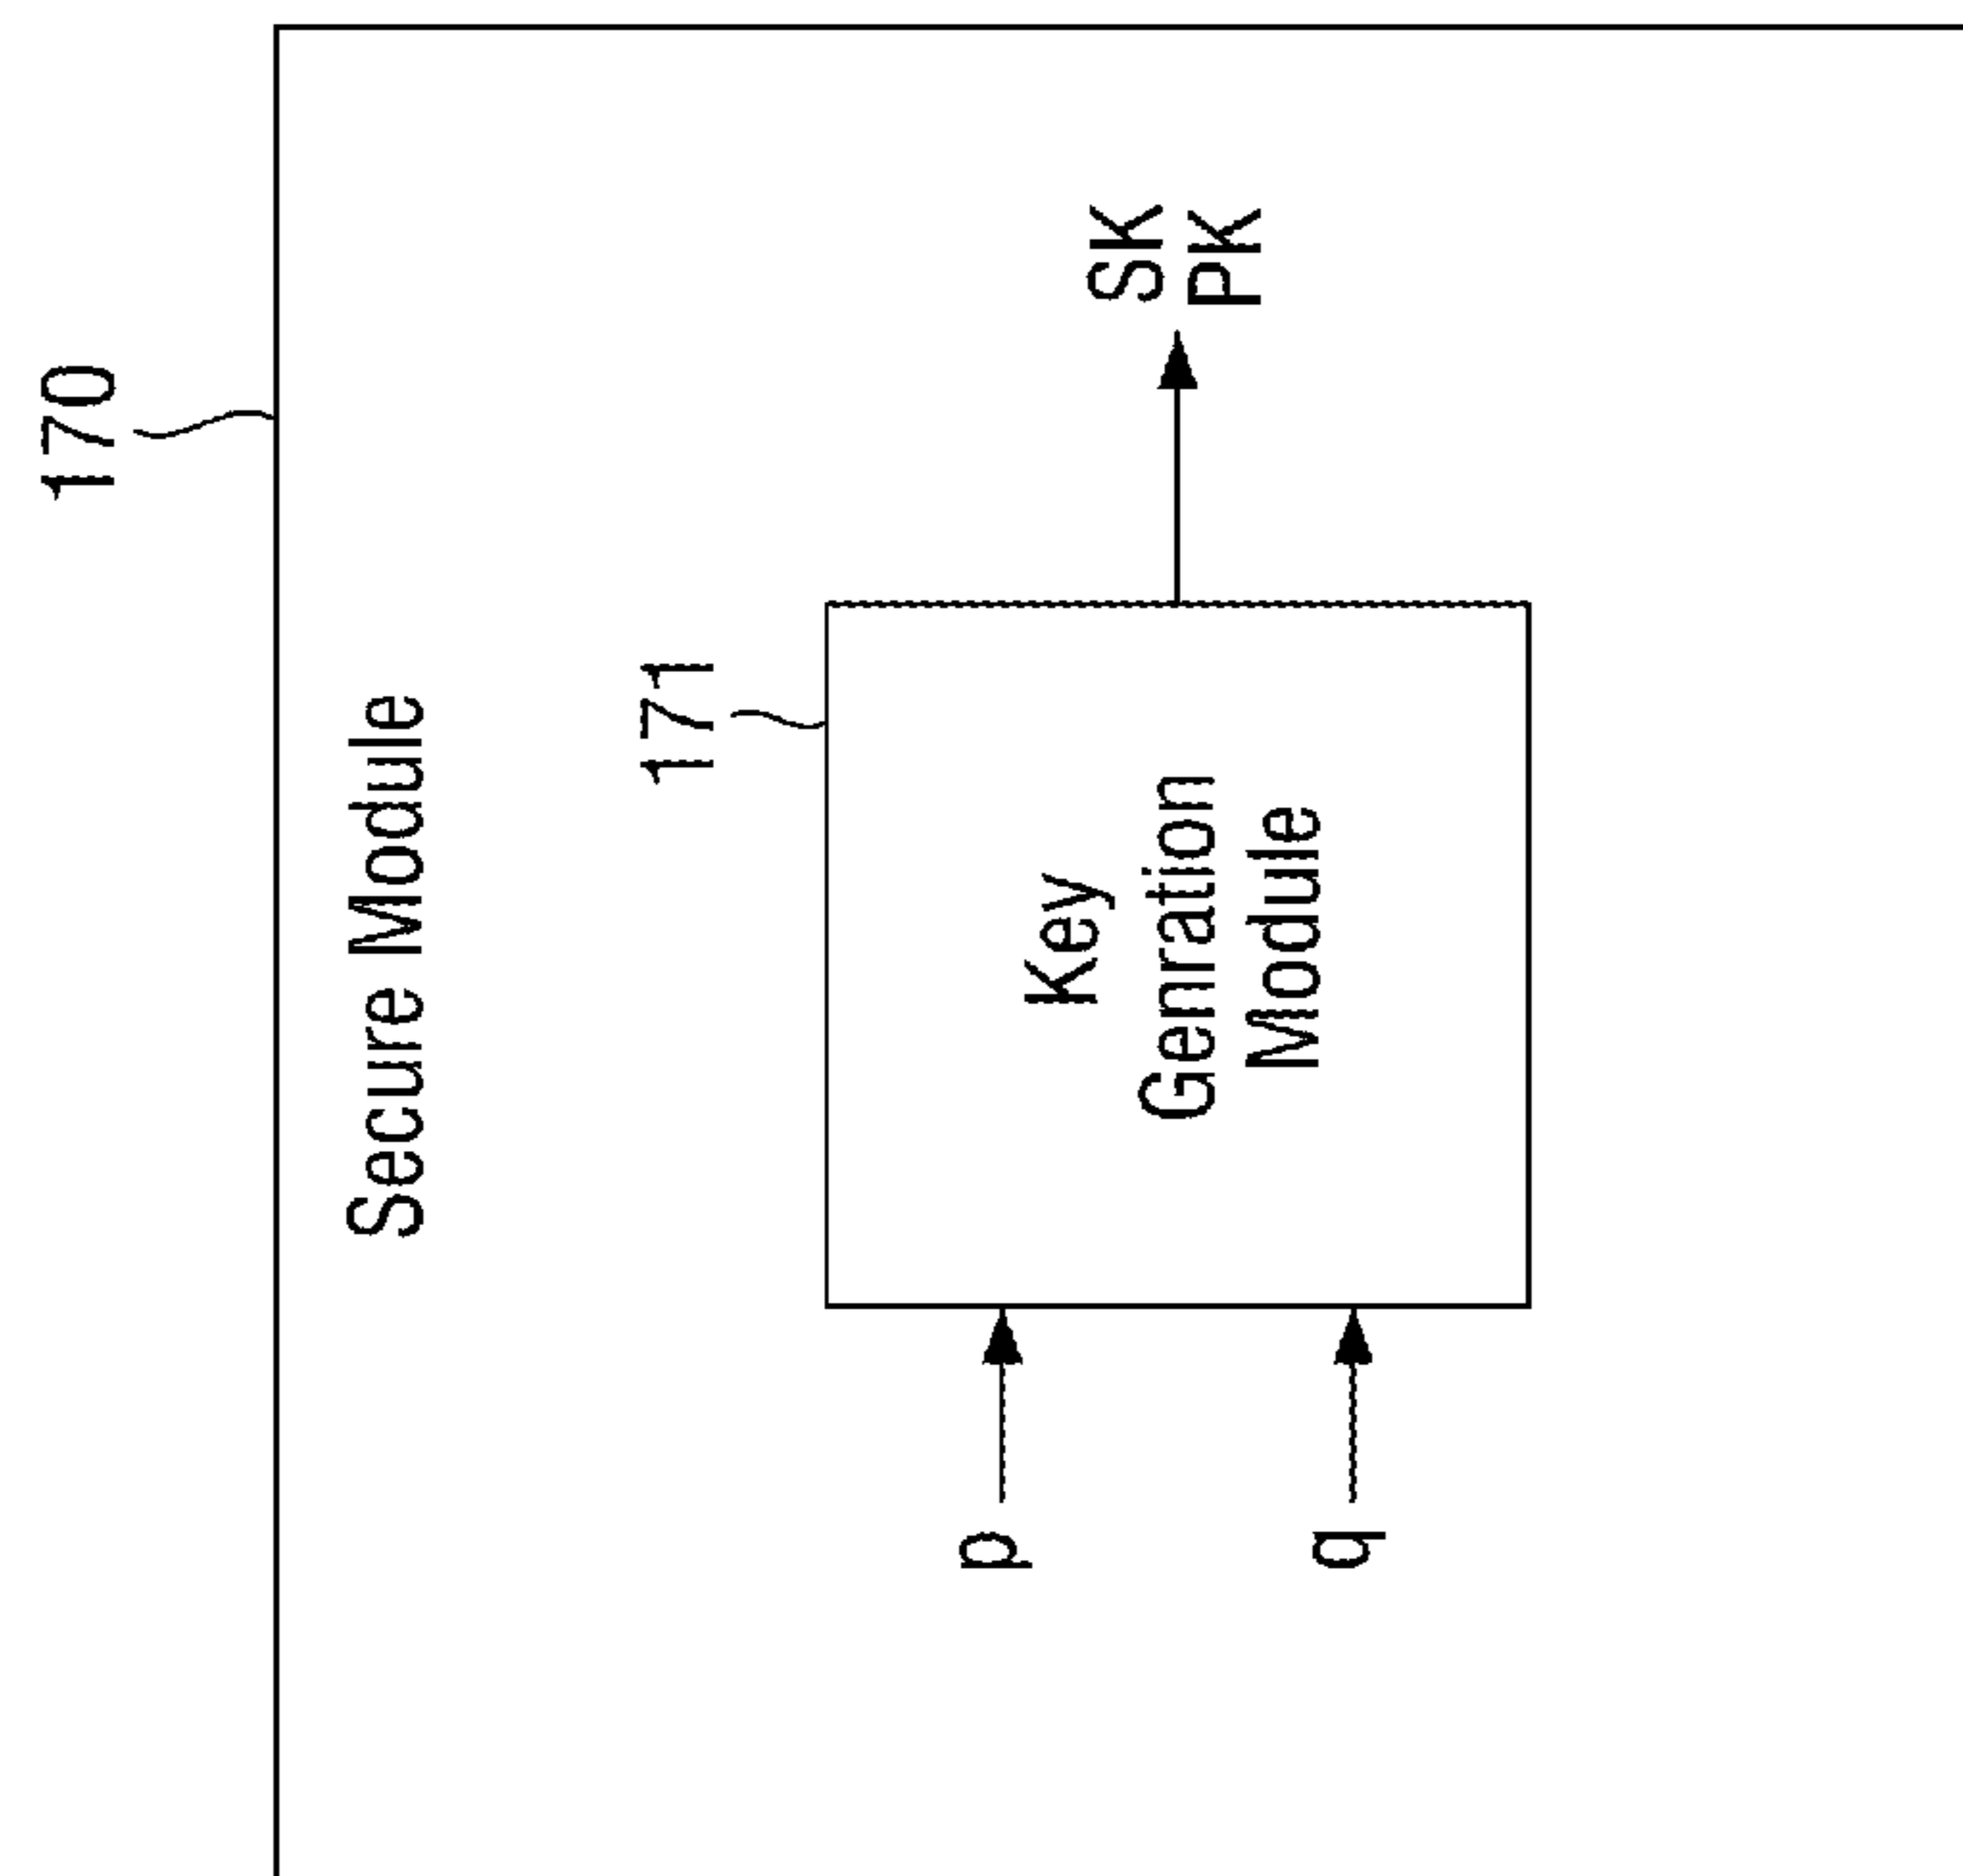 170
Secure Module
171
Key
Genration
Module
p
q
SK
PK